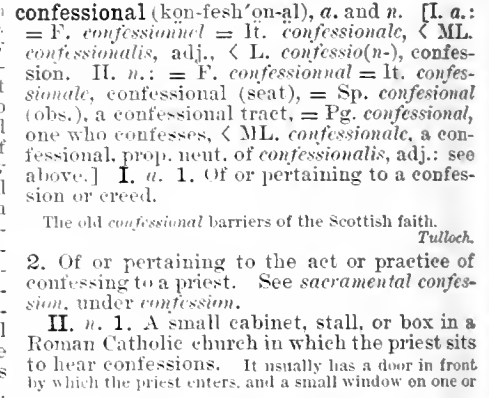 confessional (kọn-fesh′ọn-ạl), a. and n. [I. a.:
= F. confessionnel = It. confessionale, < ML.
confessionalis, adj., < L. confessio(n-), confes-
sion. II. n.: = F. confessionnal = It. confes-
sionale, confessional (seat), = Sp. confesional
(obs.), a confessional tract, = Pg. confessional,
one who confesses, < ML. confessionale, a con-
fessional, prop. neut. of confessionalis, adj.: see
above.] I. a. 1. Of or pertaining to a confes-
sion or creed.
The old confessional barriers of the Scottish faith.
Tulloch.
2. Of or pertaining to the act or practice of
confessing to a priest. See sacramental confes-
sion, under confession.
II. n. 1. A small cabinet, stall, or box in a
Roman Catholic church in which the priest sits
to hear confessions. It usually has a door in front
by which the priest enters, and a small window on one or